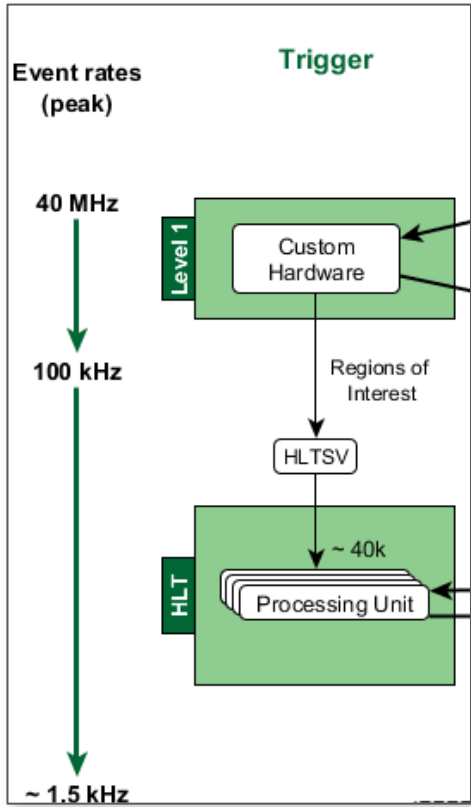 Trigger
Event rates
(peak)
40 MHz
Level 1
Custom
Hardware
100 kHz
Regions of
Interest
HLTSV
~ 40k
HLT
Processing Unit
~ 1.5 kHz